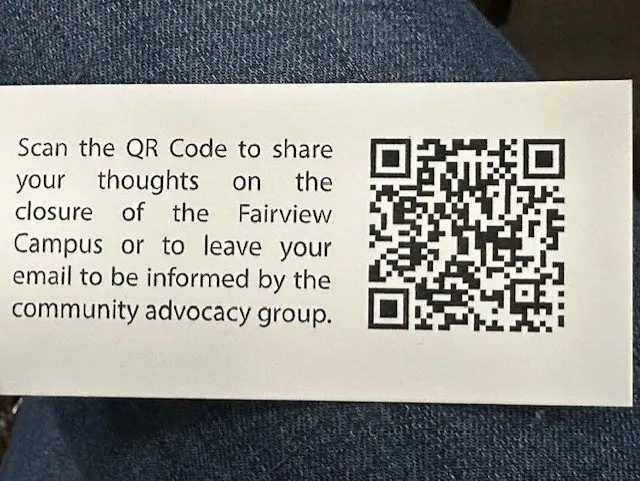 Scan the QR Code to share
your thoughts on the
closure of the Fairview
Campus or to leave your
email to be informed by the
community advocacy group.